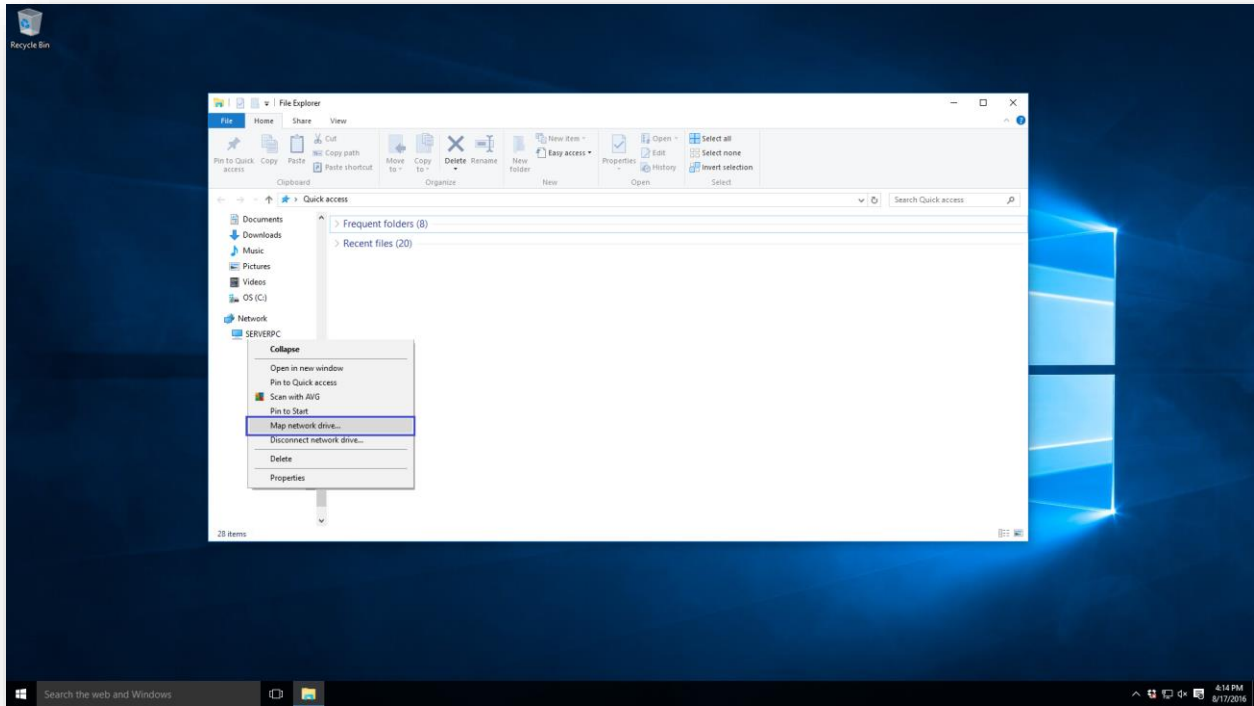 Recycle Bin
File Explorer
File Home Share View
Pin to Quick access
Copy
Paste
Cut
Copy path
Paste shortcut
Clipboard
Move to
Copy to
Delete
Rename
Organize
New folder
New item
Easy access
New
Properties
Open
Edit
History
Open
Select all
Select none
Invert selection
Select
Quick access
Search Quick access
Documents
Downloads
Music
Pictures
Videos
OS (C:)
Network
SERVERPC
Frequent folders (8)
Recent files (20)
Collapse
Open in new window
Pin to Quick access
Scan with AVG
Pin to Start
Map network drive...
Disconnect network drive...
Delete
Properties
28 items
Search the web and Windows
4:14 PM
8/17/2016